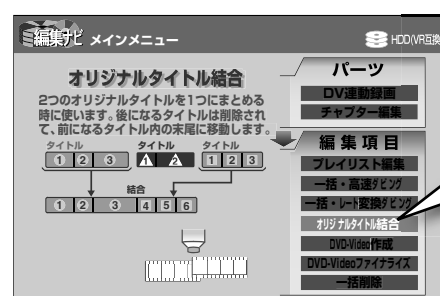 編集ナビ メインメニュー
HDD(VR互換
オリジナルタイトル結合
2つのオリジナルタイトルを1つにまとめる
時に使います。後になるタイトルは削除され
て、前になるタイトル内の末尾に移動します。
タイトル タイトル タイトル
1 2 3 1 2 1 2 3
結合
1 2 3 4 5 6
パーツ
DV連動録画
チャプター編集
編集項目
プレイリスト編集
一括・高速ダビング
一括・レート変換ダビング
オリジナルタイトル結合
DVD-Video作成
DVD-Videoファイナライズ
一括削除